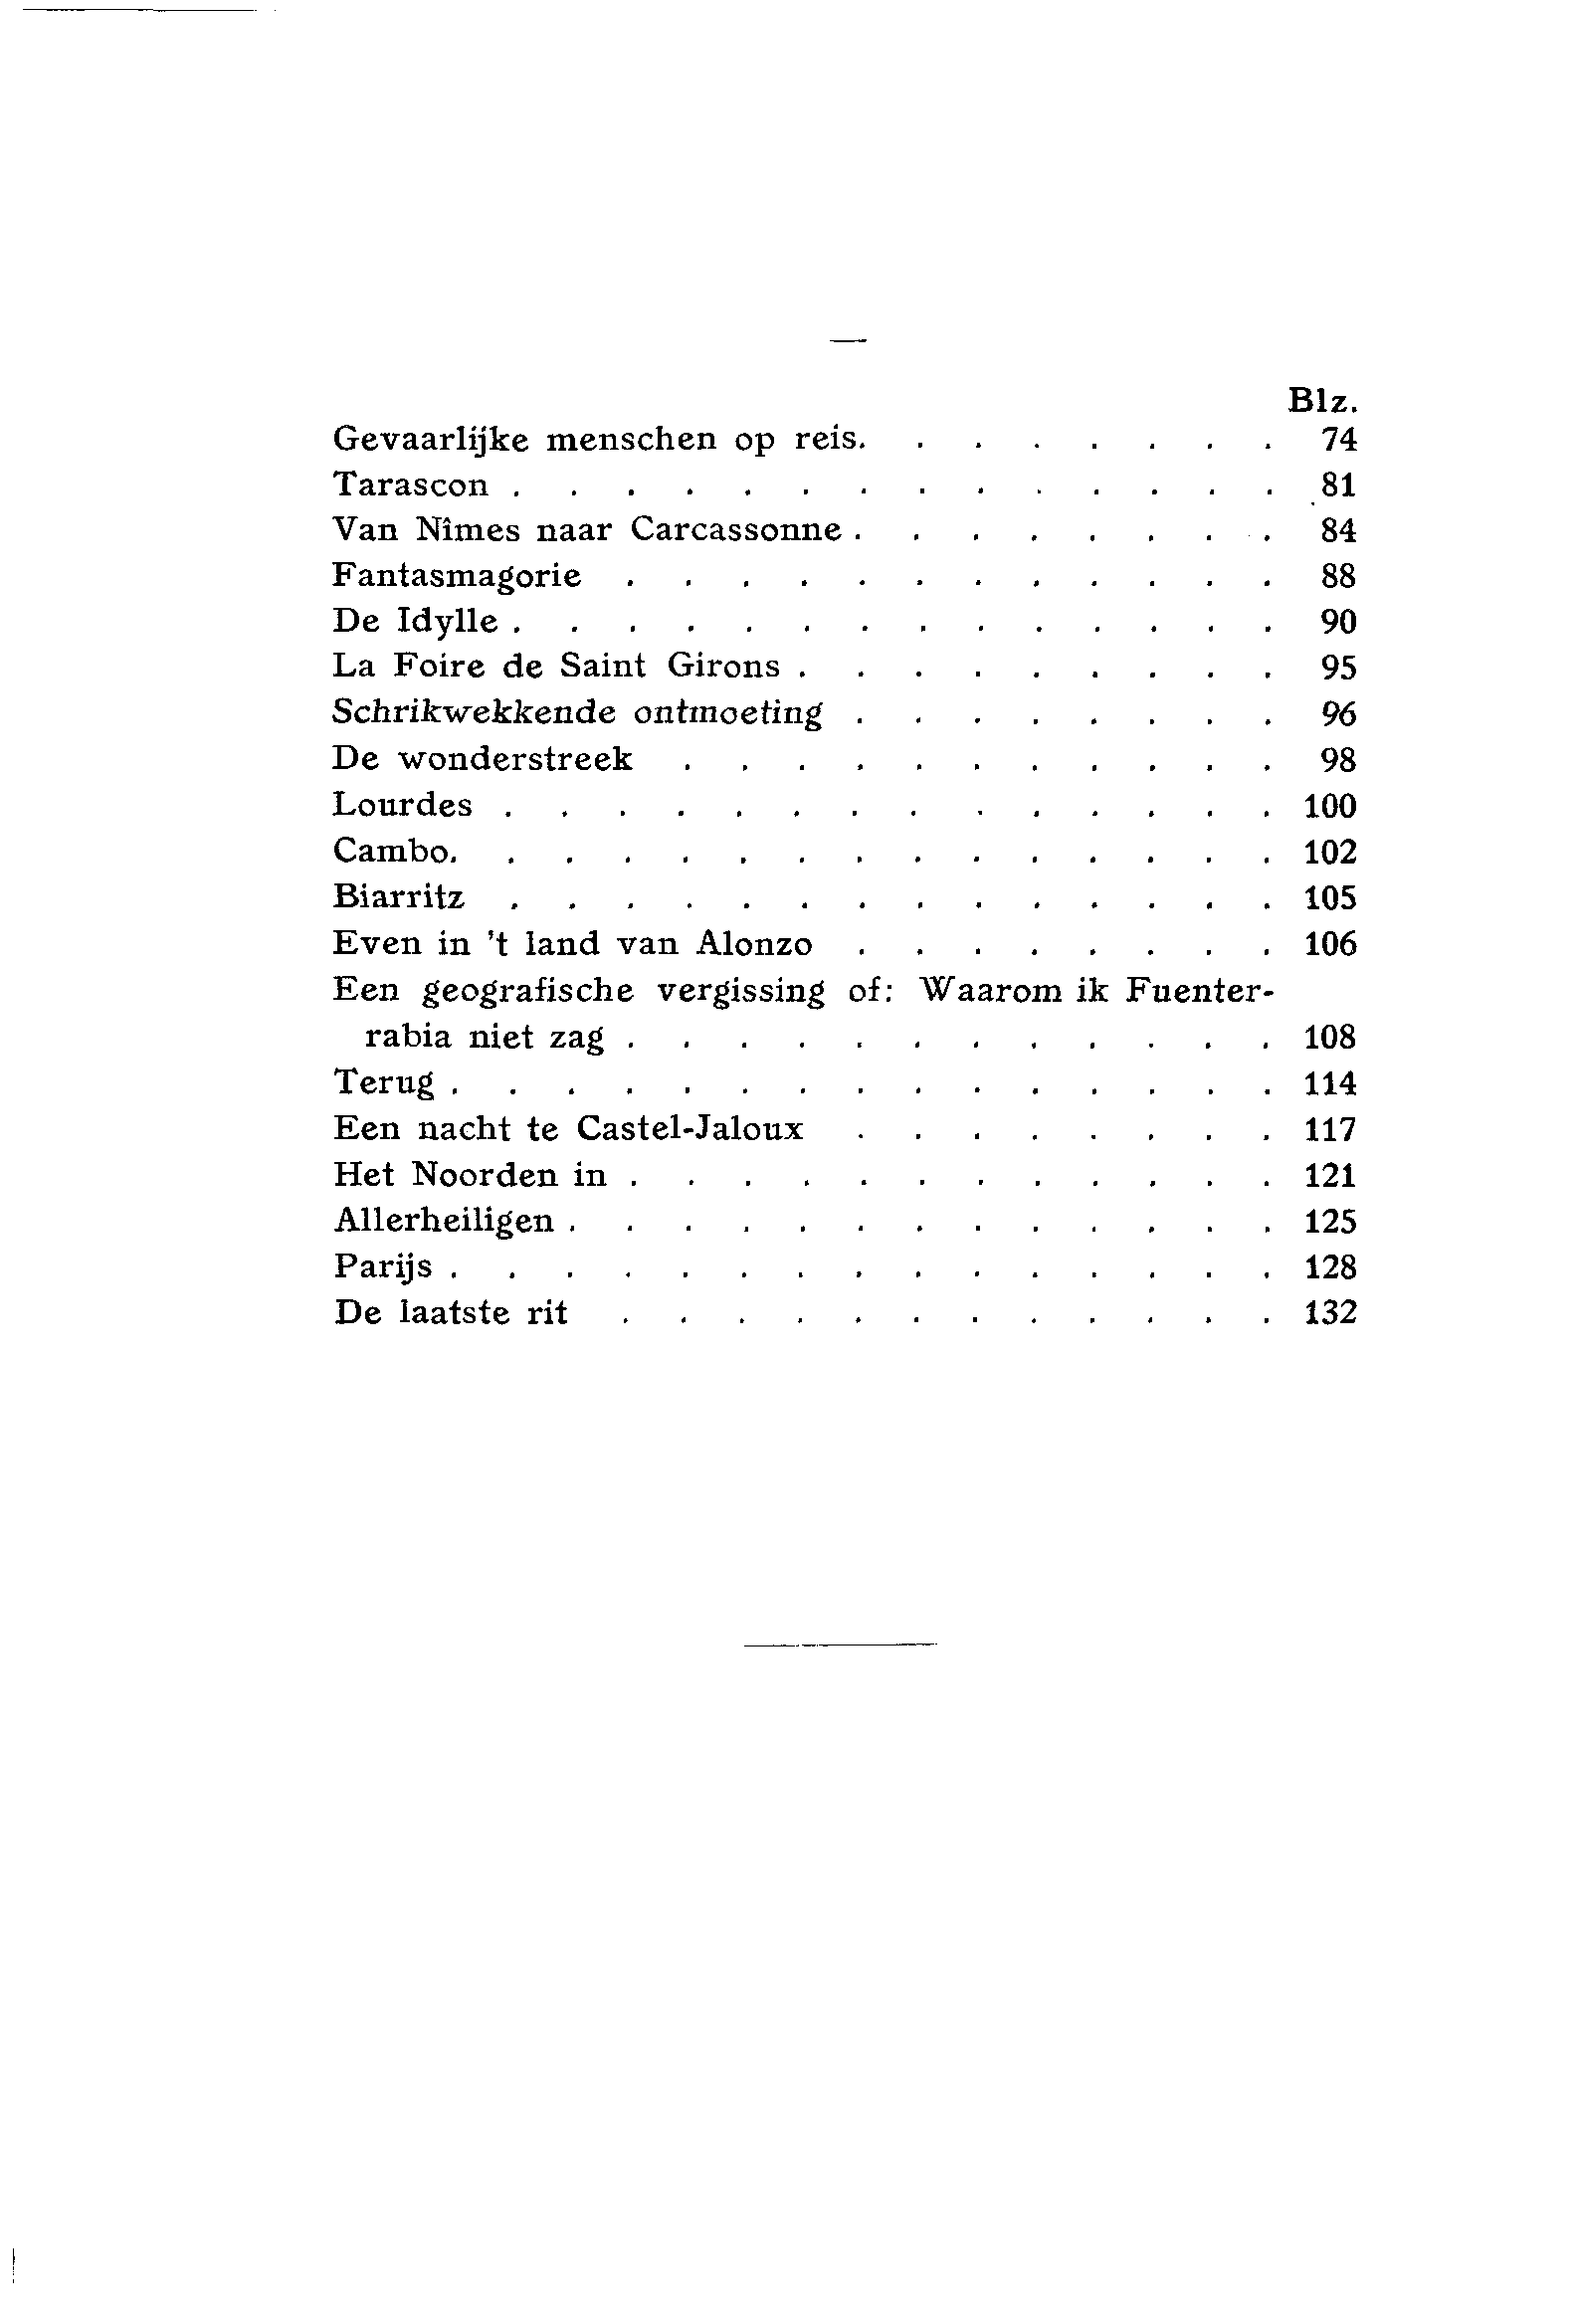 Blz.
Gevaarlijke menschen op reis. . . . . . . . 74
Tarascon . . . . . . . . . . . . . . 81
Van Nîmes naar Carcassonne . . . . . . . . 84
Fantasmagorie . . . . . . . . . . . . 88
De Idylle . . . . . . . . . . . . . . 90
La Foire de Saint Girons . . . . . . . . . 95
Schrikwekkende ontmoeting . . . . . . . . 96
De wonderstreek . . . . . . . . . . . 98
Lourdes . . . . . . . . . . . . . . 100
Cambo. . . . . . . . . . . . . . . 102
Biarritz . . . . . . . . . . . . . . 105
Even in 't land van Alonzo . . . . . . . . 106
Een geografische vergissing of: Waarom ik Fuenter-
rabia niet zag . . . . . . . . . . . . 108
Terug . . . . . . . . . . . . . . . 114
Een nacht te Castel-Jaloux . . . . . . . . 117
Het Noorden in . . . . . . . . . . . . 121
Allerheiligen . . . . . . . . . . . . . 125
Parijs . . . . . . . . . . . . . . . 128
De laatste rit . . . . . . . . . . . . 132